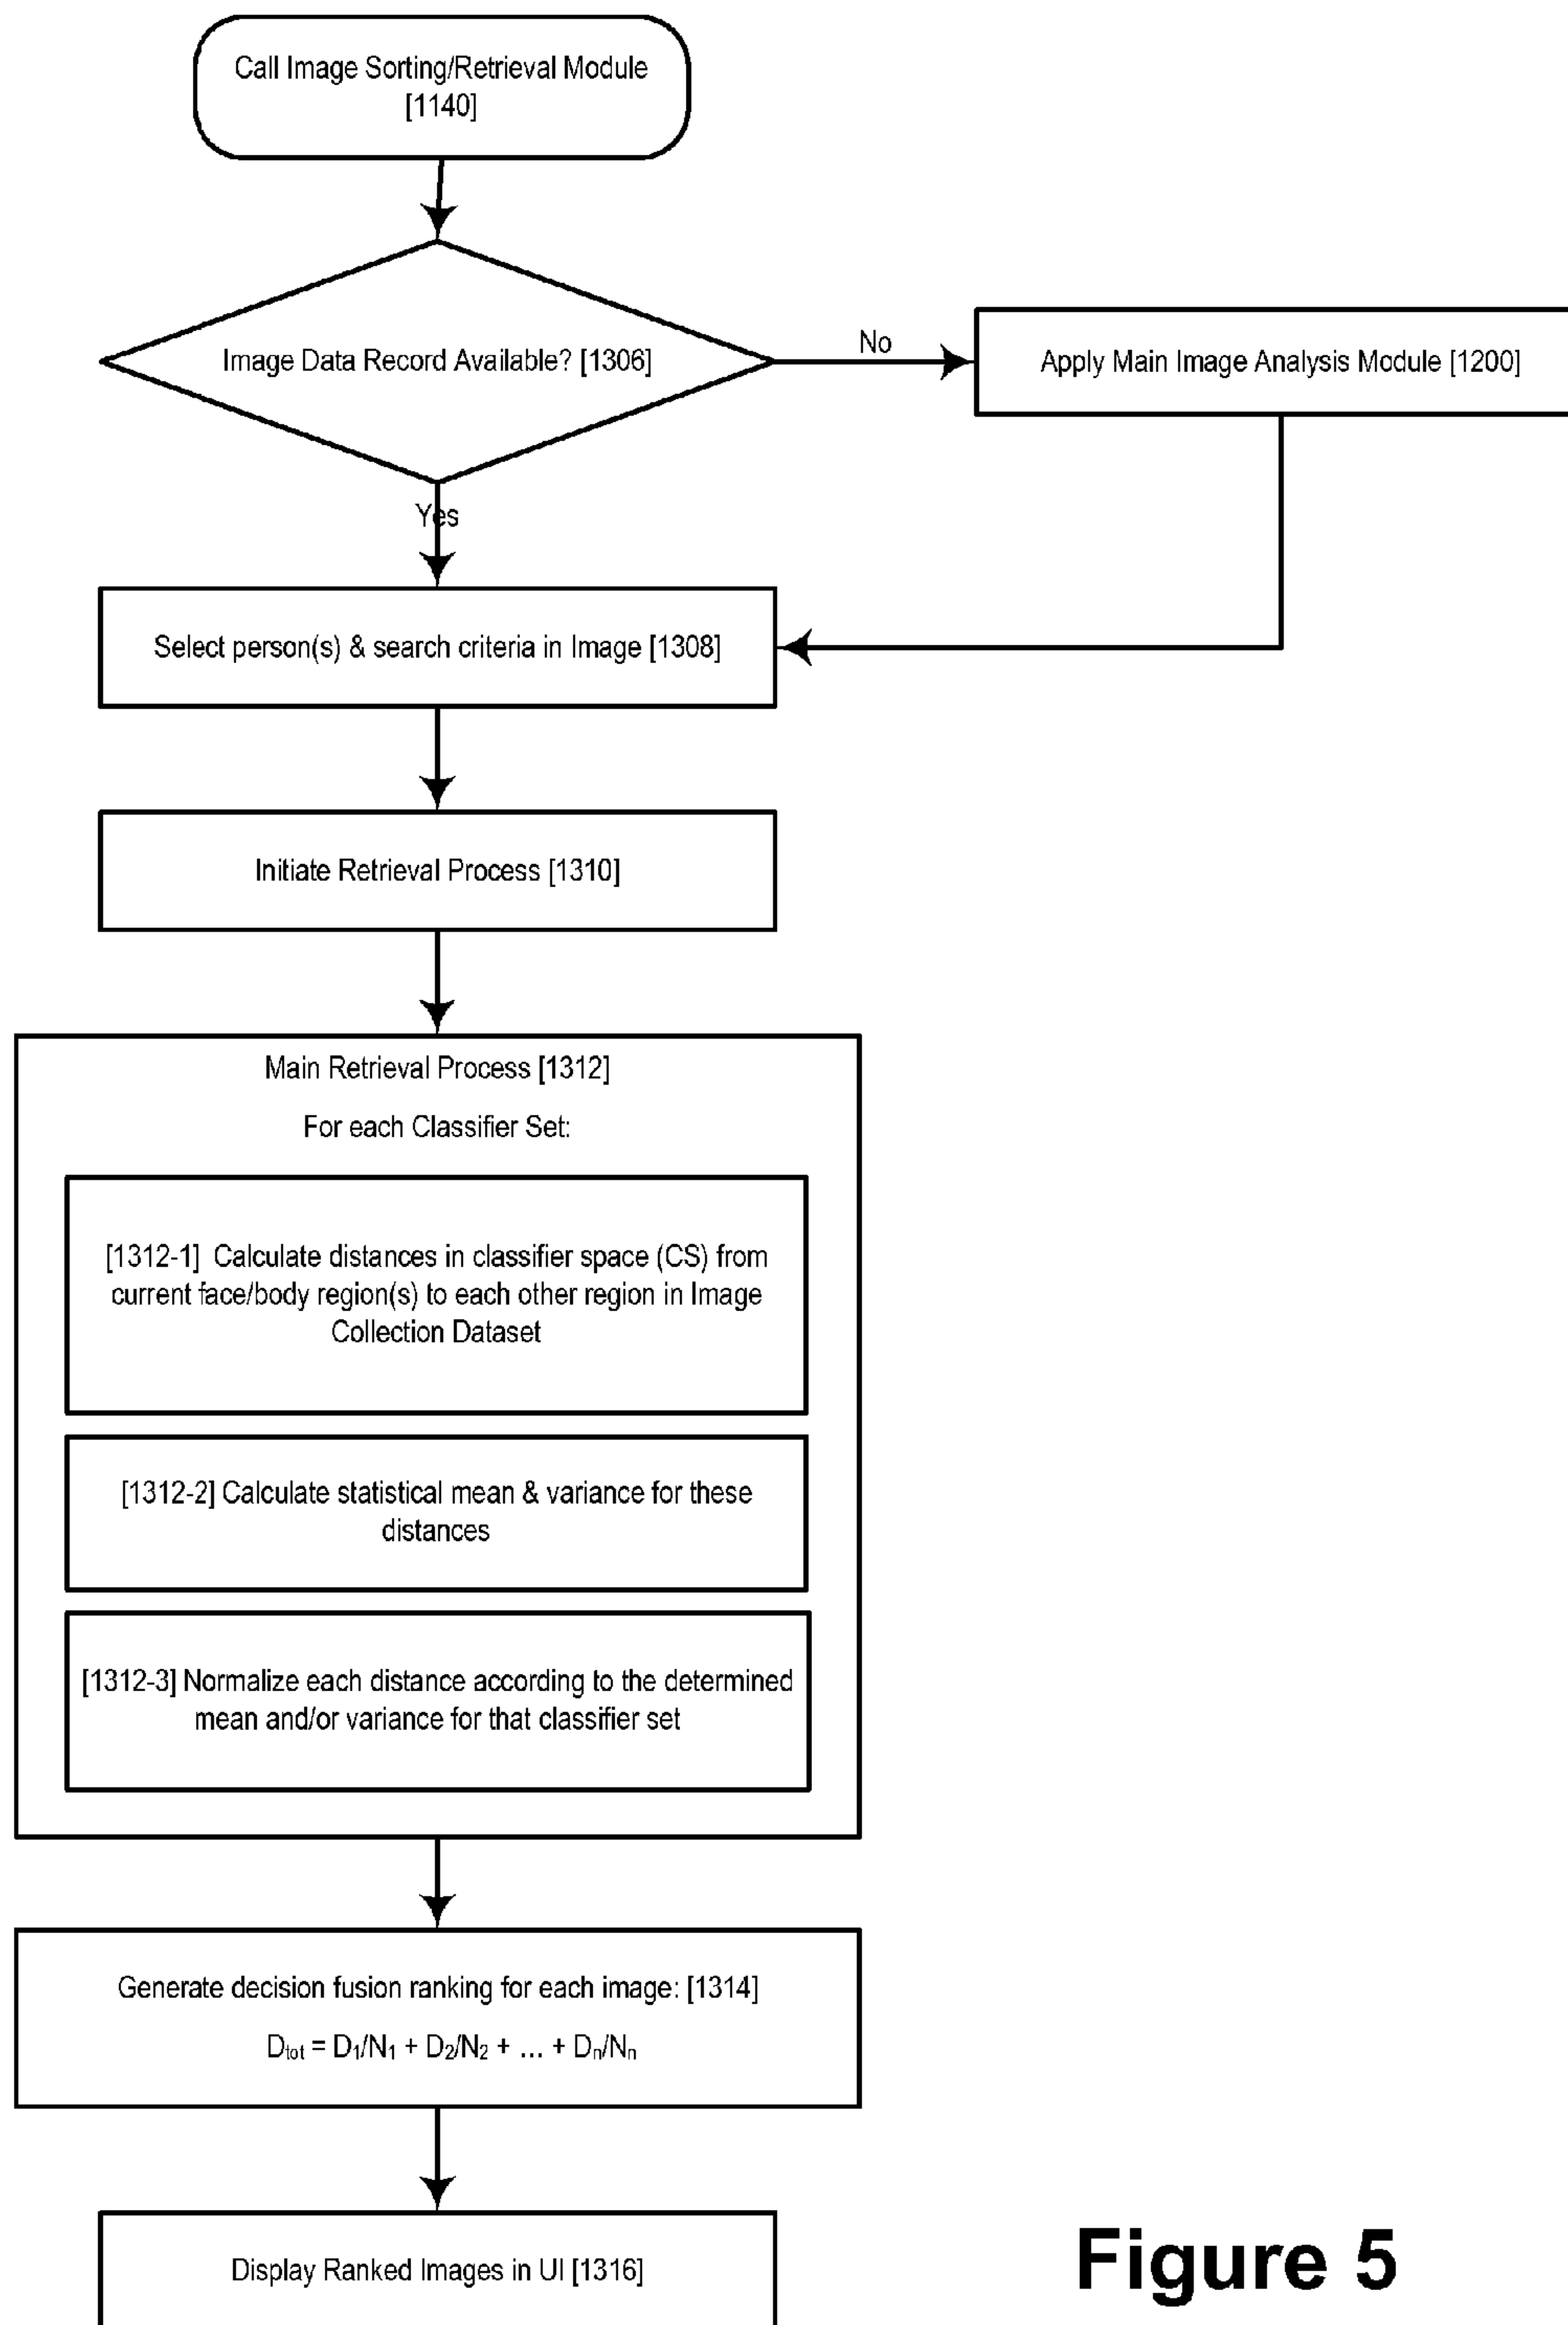 Call Image Sorting/Retrieval Module
[1140]
Image Data Record Available? [1306]
No
Apply Main Image Analysis Module [1200]
Yes
Select person(s) & search criteria in Image [1308]
Initiate Retrieval Process [1310]
Main Retrieval Process [1312]
For each Classifier Set:
[1312-1] Calculate distances in classifier space (CS) from
current face/body region(s) to each other region in Image
Collection Dataset
[1312-2] Calculate statistical mean & variance for these
distances
[1312-3] Normalize each distance according to the determined
mean and/or variance for that classifier set
Generate decision fusion ranking for each image: [1314]
Dtot = D1/N1 + D2/N2 + ... + Dn/Nn
Display Ranked Images in UI [1316]
Figure 5